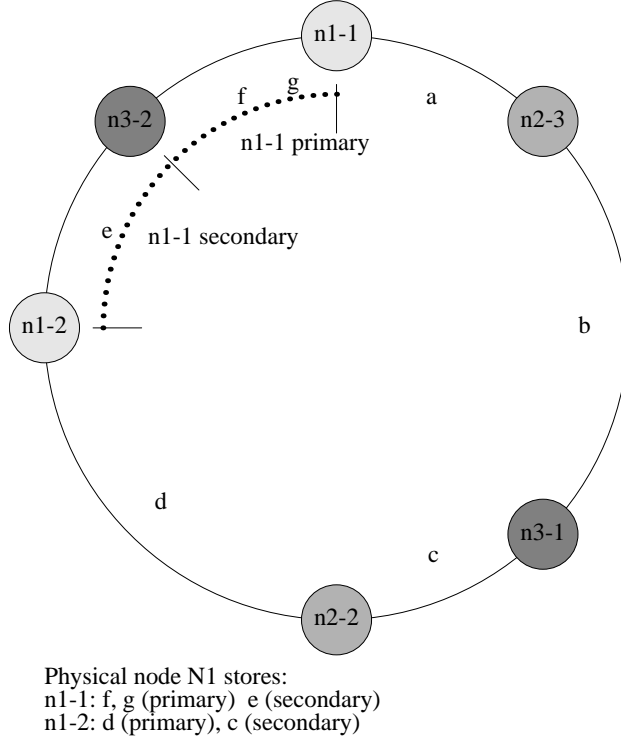 n1-1
g
f
a
n3-2
n2-3
n1-1 primary
e
n1-1 secondary
n1-2
b
d
n3-1
c
n2-2
Physical node N1 stores:
n1-1: f, g (primary)  e (secondary)
n1-2: d (primary), c (secondary)